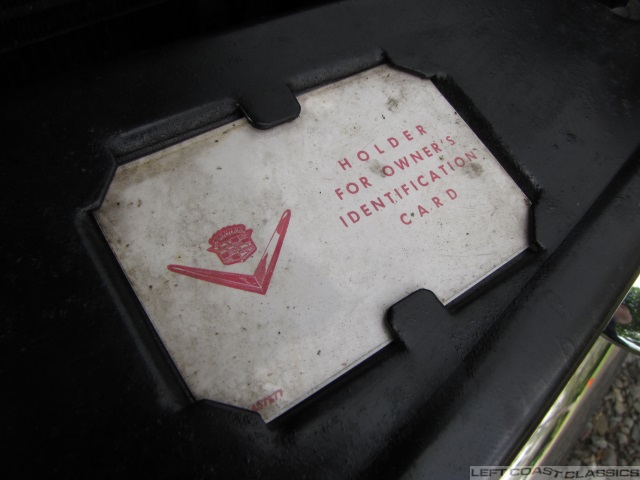 HOLDER
FOR OWNER'S
IDENTIFICATION
CARD
LEFT COAST CLASSICS